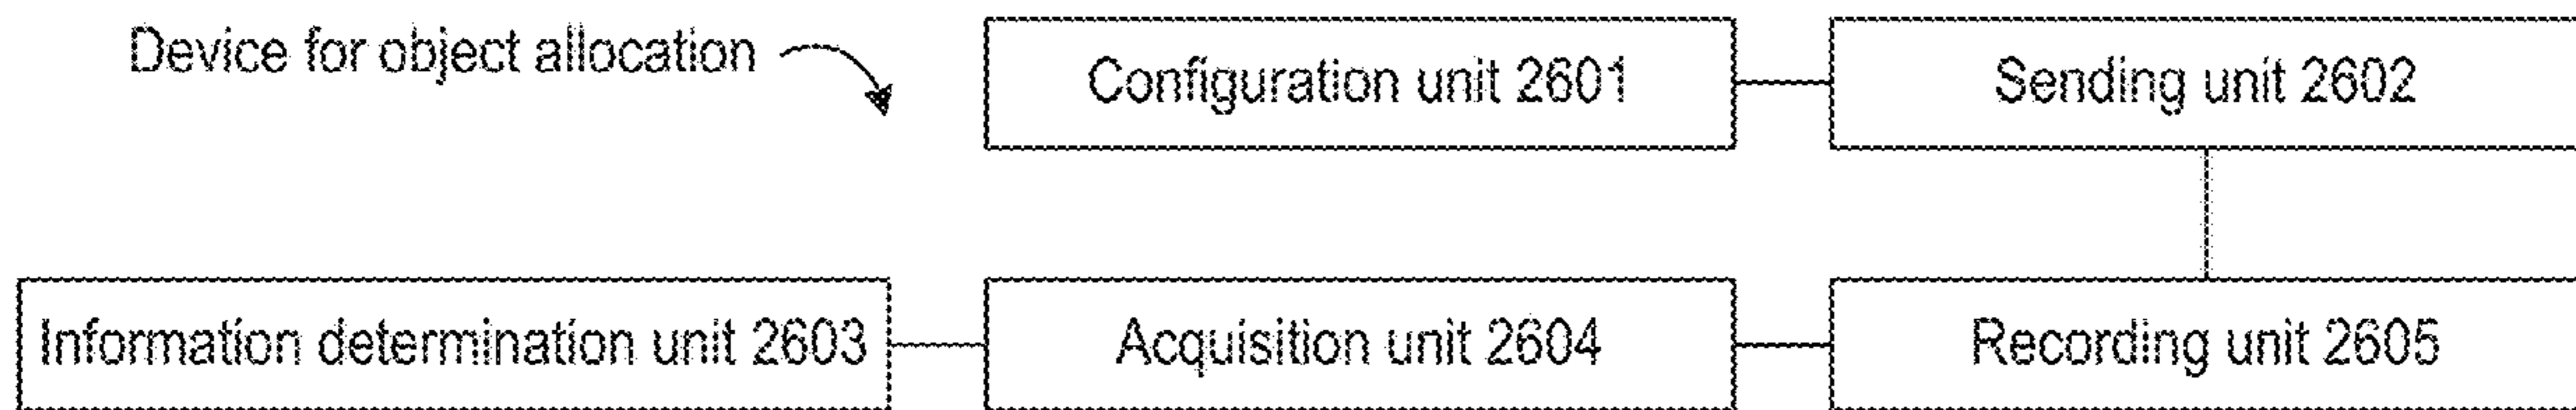 Device for object allocation
Configuration unit 2601
Sending unit 2602
Information determination unit 2603
Acquisition unit 2604
Recording unit 2605